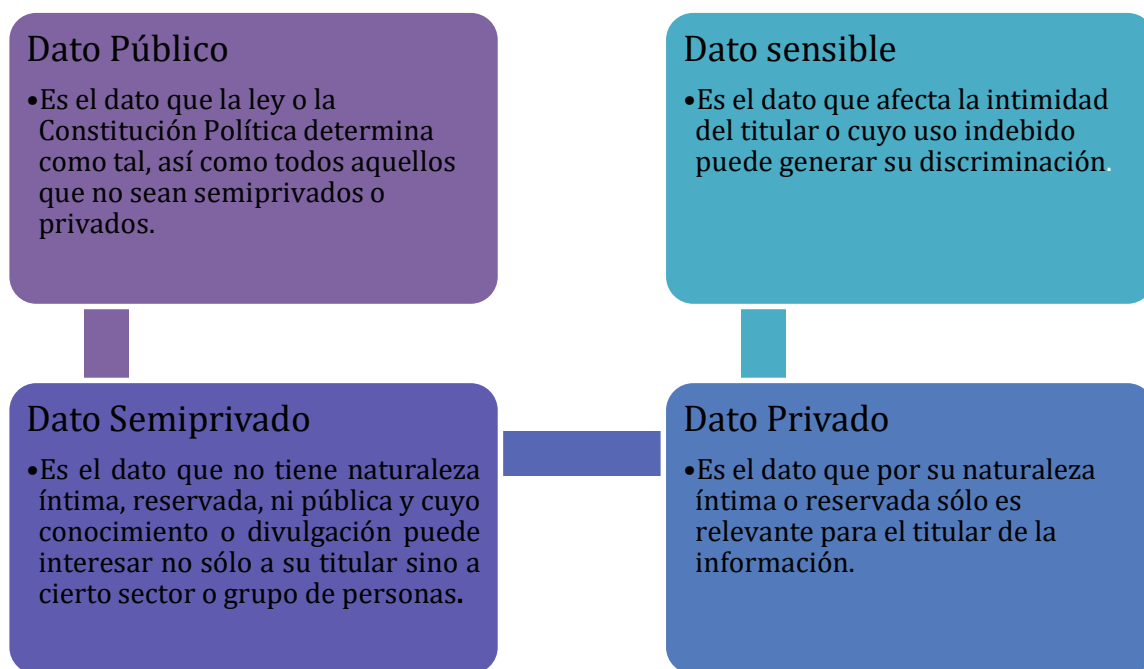 Dato Público
•Es el dato que la ley o la
Constitución Política determina
como tal, así como todos aquellos
que no sean semiprivados o
privados.
Dato sensible
•Es el dato que afecta la intimidad
del titular o cuyo uso indebido
puede generar su discriminación.
Dato Semiprivado
•Es el dato que no tiene naturaleza
íntima, reservada, ni pública y cuyo
conocimiento o divulgación puede
interesar no sólo a su titular sino a
cierto sector o grupo de personas.
Dato Privado
•Es el dato que por su naturaleza
íntima o reservada sólo es
relevante para el titular de la
información.